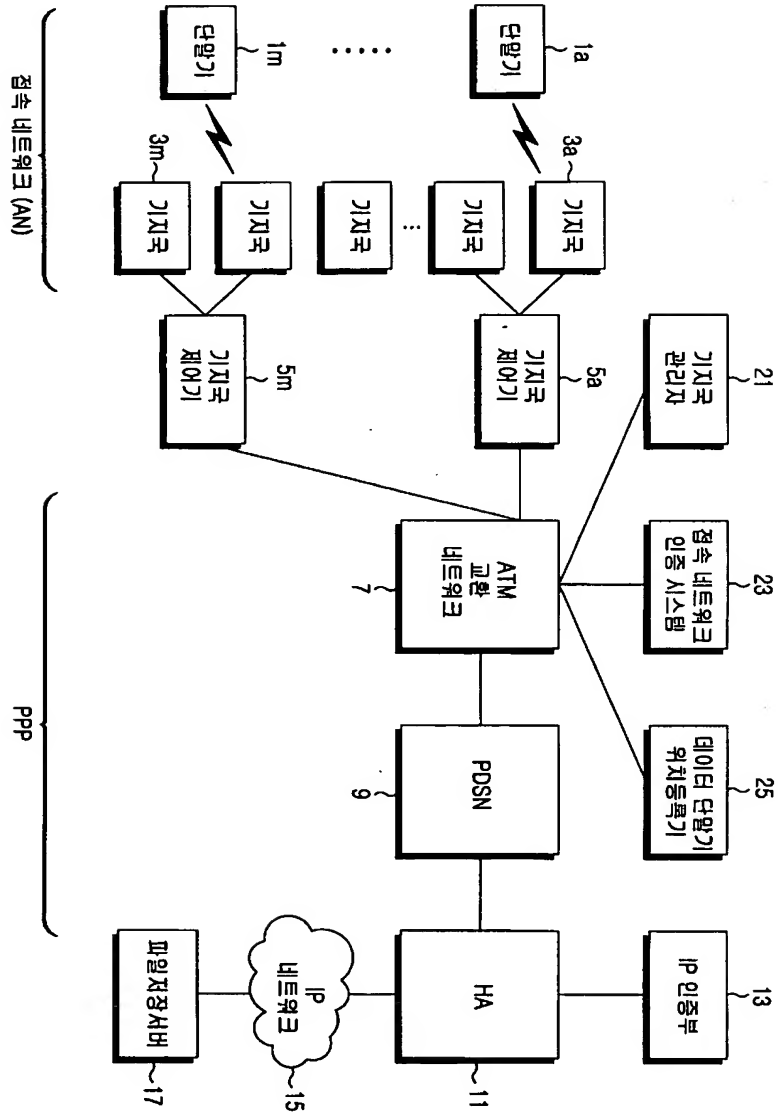 21
기지국
관리자
23
접속 네트워크
인증 시스템
25
데이터 단말기
위치등록기
13
IP 인증부
1a
단말기
3a
기지국
기지국
...
기지국
5a
기지국
제어기
ATM
교환
네트워크
7
PDSN
9
HA
11
.....
IP
네트워크
15
1m
단말기
기지국
3m
기지국
5m
기지국
제어기
파일저장서버
17
접속 네트워크 (AN)
PPP